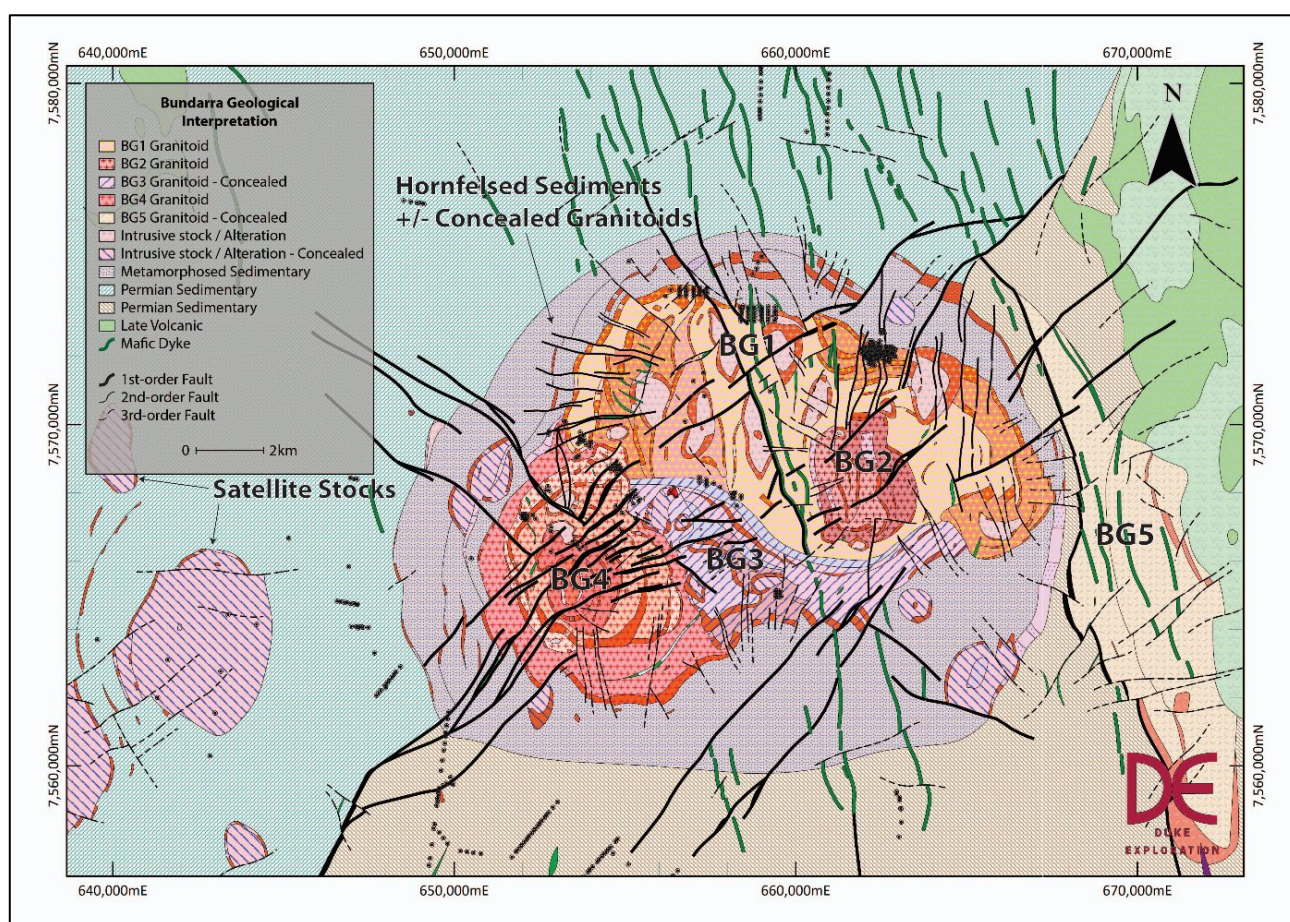 640,000mE
650,000mE
660,000mE
670,000mE
7,580,000mN
7,580,000mN
Bundarra Geological
Interpretation
BG1 Granitoid
BG2 Granitoid
BG3 Granitoid - Concealed
BG4 Granitoid
BG5 Granitoid - Concealed
Intrusive stock / Alteration
Intrusive stock / Alteration - Concealed
Metamorphosed Sedimentary
Permian Sedimentary
Permian Sedimentary
Late Volcanic
Mafic Dyke
1st-order Fault
2nd-order Fault
3rd-order Fault
0
2km
N
Hornfelsed Sediments
+/- Concealed Granitoids
BG1
7,570,000mN
7,570,000mN
BG2
Satellite Stocks
BG5
BG3
BG4
7,560,000mN
7,560,000mN
DE
DUKE
EXPLORATION
640,000mE
650,000mE
660,000mE
670,000mE